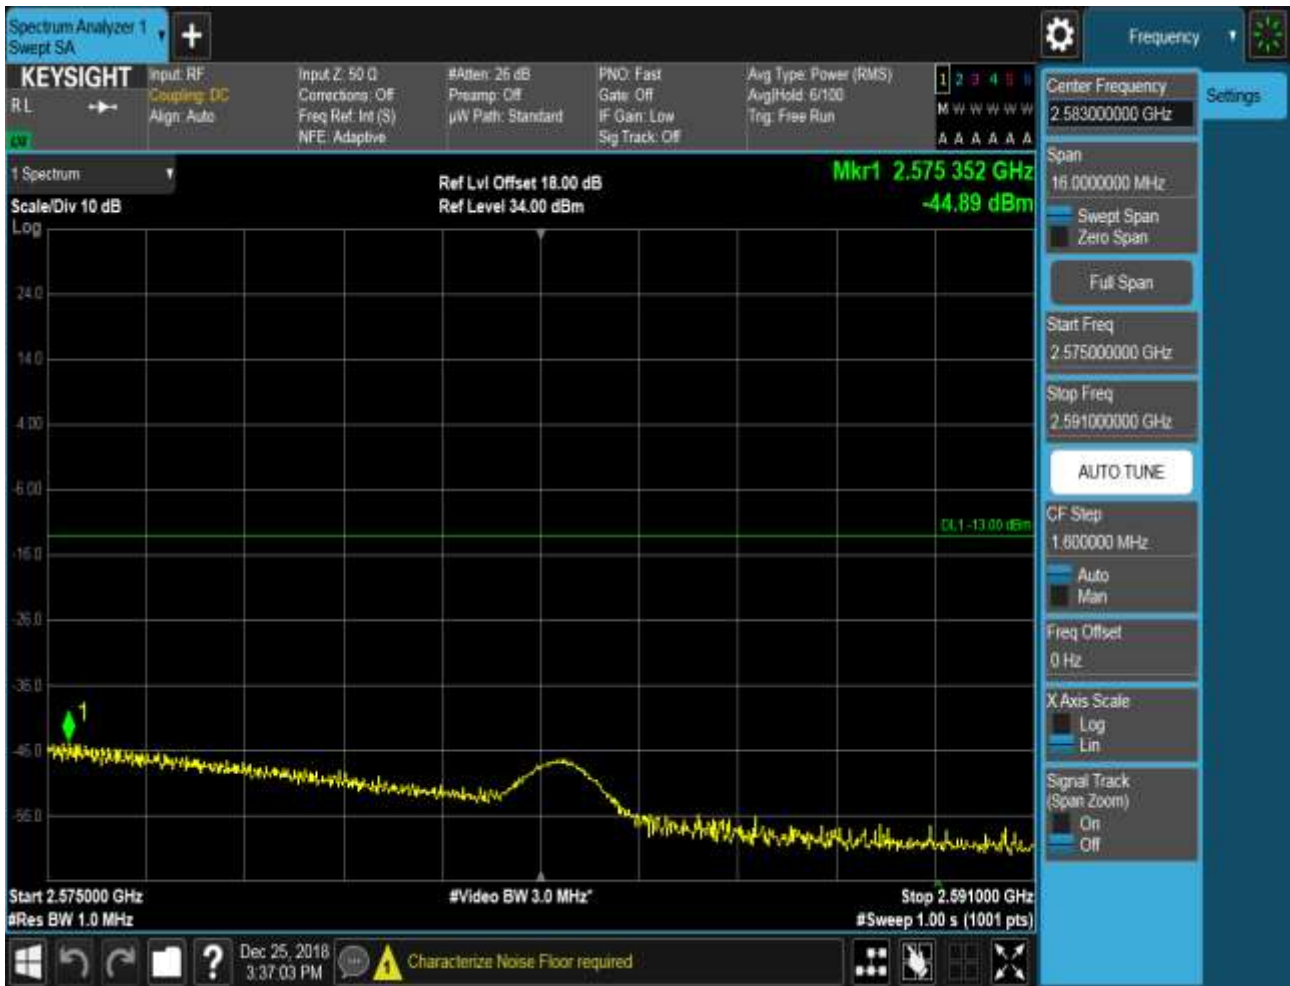 Spectrum Analyzer 1
Swept SA
Frequency
KEYSIGHT
R L
Input: RF
Coupling: DC
Align: Auto
Input Z: 50 Ω
Corrections: Off
Freq Ref: Int (S)
NFE: Adaptive
#Atten: 26 dB
Preamp: Off
µW Path: Standard
PNO: Fast
Gate: Off
IF Gain: Low
Sig Track: Off
Avg Type: Power (RMS)
Avg|Hold: 6/100
Trig: Free Run
1 2 3 4 5 6
M W W W W W
A A A A A A
1 Spectrum
Scale/Div 10 dB
Ref Lvl Offset 18.00 dB
Ref Level 34.00 dBm
Mkr1 2.575 352 GHz
-44.89 dBm
Log
24.0
14.0
4.00
-6.00
-16.0
-26.0
-36.0
-46.0
-56.0
DL1 -13.00 dBm
1
Start 2.575000 GHz
#Res BW 1.0 MHz
#Video BW 3.0 MHz*
Stop 2.591000 GHz
#Sweep 1.00 s (1001 pts)
Center Frequency
2.583000000 GHz
Settings
Span
16.0000000 MHz
Swept Span
Zero Span
Full Span
Start Freq
2.575000000 GHz
Stop Freq
2.591000000 GHz
AUTO TUNE
CF Step
1.600000 MHz
Auto
Man
Freq Offset
0 Hz
X Axis Scale
Log
Lin
Signal Track
(Span Zoom)
On
Off
Dec 25, 2018
3:37:03 PM
Characterize Noise Floor required